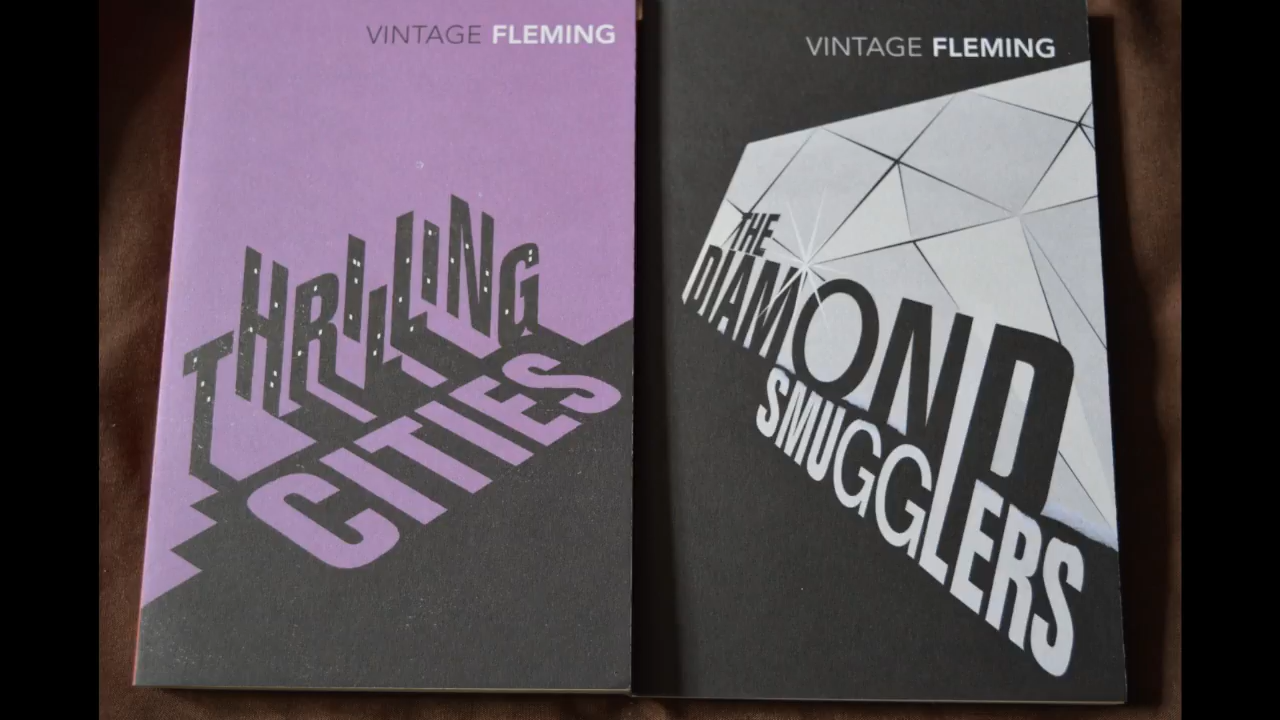 VINTAGE FLEMING
THRILLING
CITIES
VINTAGE FLEMING
THE
DIAMOND
SMUGGLERS